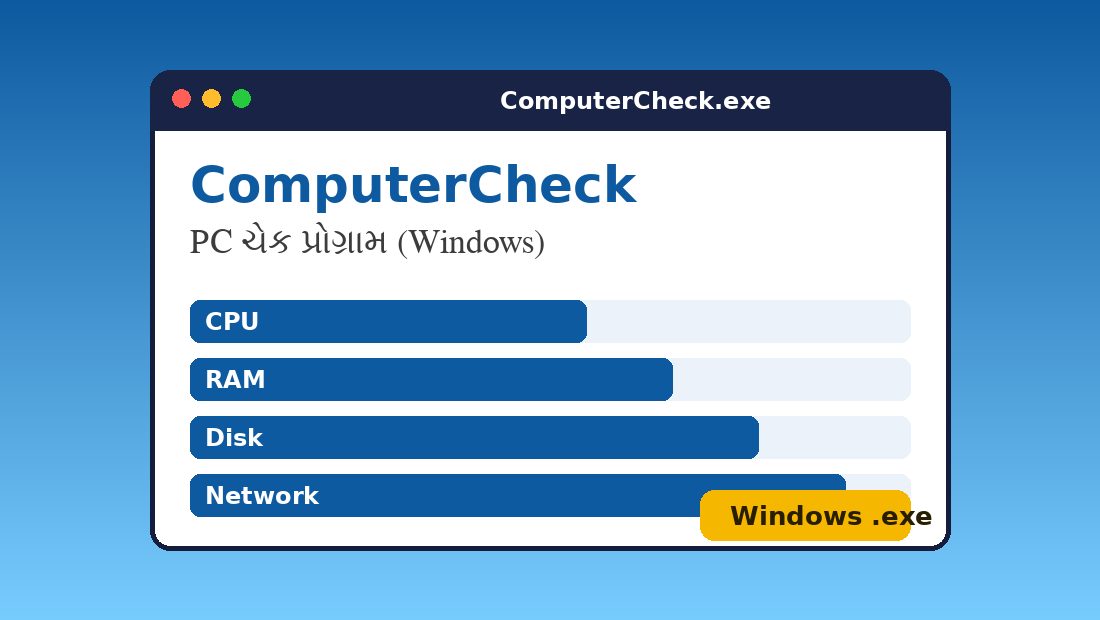 ComputerCheck.exe
ComputerCheck
PC ચેક પ્રોગ્રામ (Windows)
CPU
RAM
Disk
Network
Windows .exe